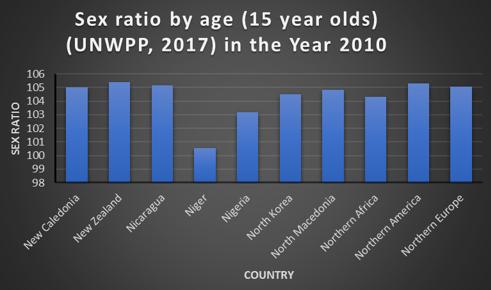 Sex ratio by age (15 year olds)
(UNWPP, 2017) in the Year 2010
106
105
104
103
102
101
100
99
98
SEX RATIO
New Caledonia
New Zealand
Nicaragua
Niger
Nigeria
North Korea
North Macedonia
Northern Africa
Northern America
Northern Europe
COUNTRY